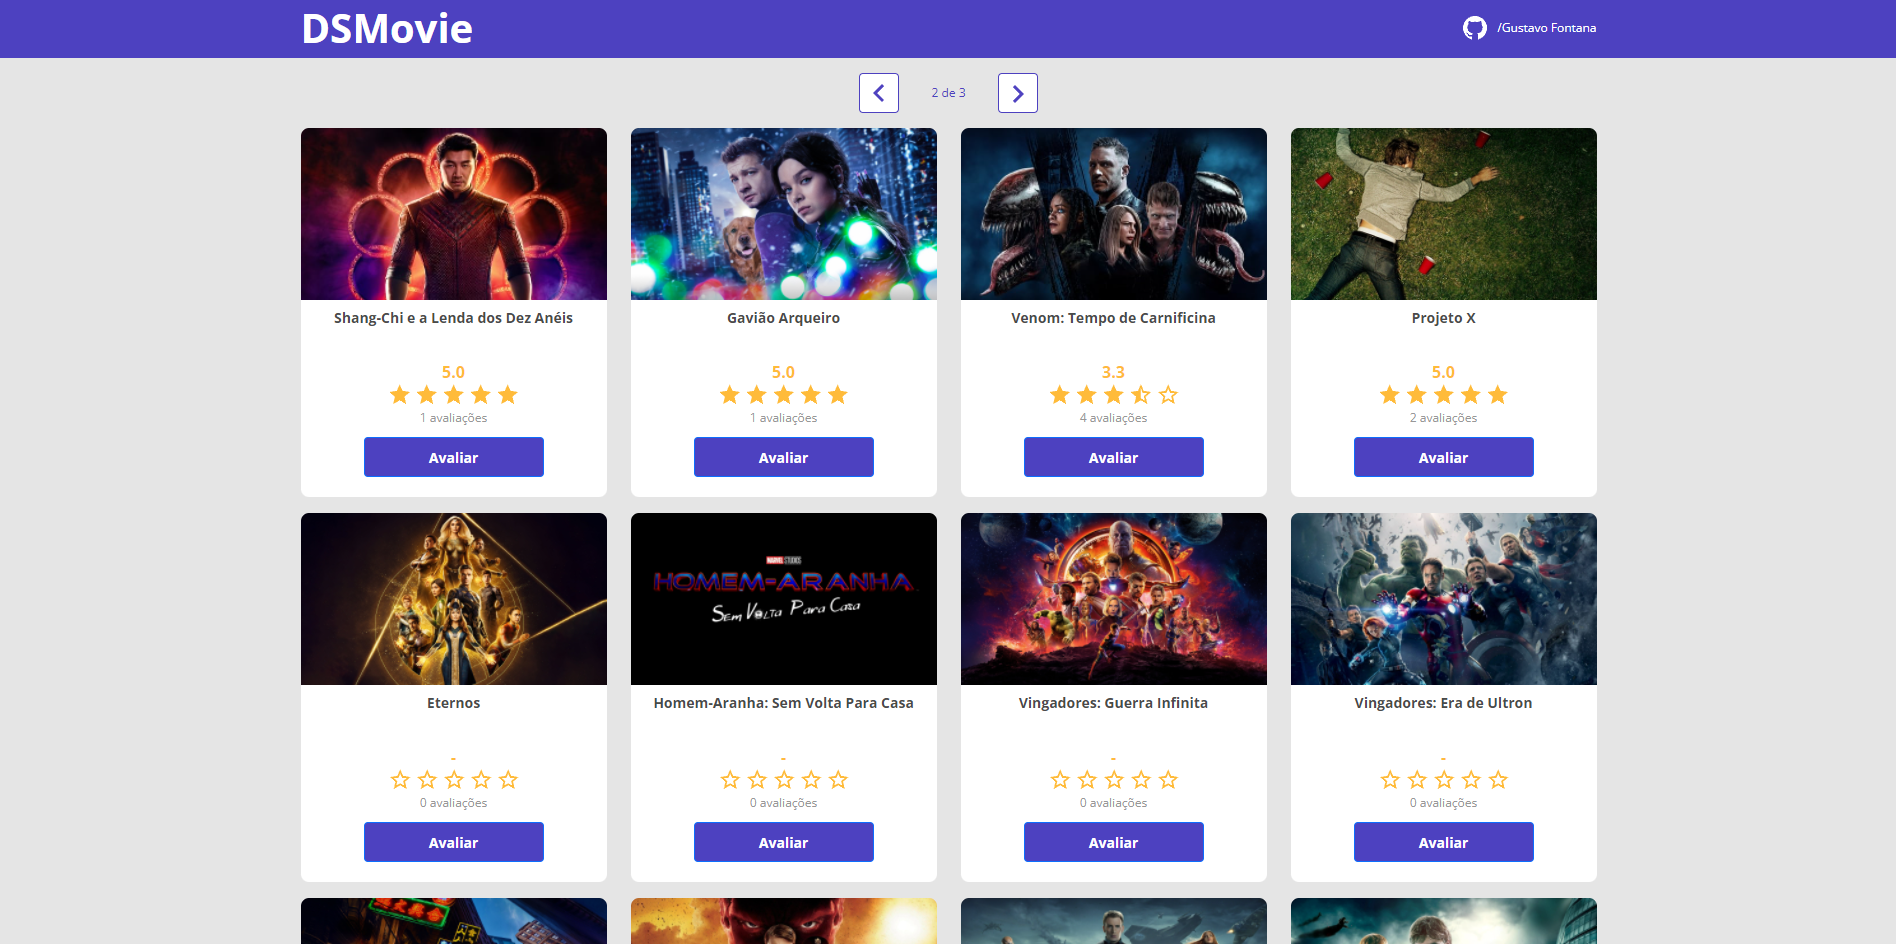 DSMovie
/Gustavo Fontana
2 de 3
Shang-Chi e a Lenda dos Dez Anéis
Gavião Arqueiro
Venom: Tempo de Carnificina
Projeto X
5.0
5.0
3.3
5.0
1 avaliações
1 avaliações
4 avaliações
2 avaliações
Avaliar
Avaliar
Avaliar
Avaliar
MARVEL STUDIOS
HOMEM-ARANHA
SEM VOLTA PARA CASA
Eternos
Homem-Aranha: Sem Volta Para Casa
Vingadores: Guerra Infinita
Vingadores: Era de Ultron
-
-
-
-
0 avaliações
0 avaliações
0 avaliações
0 avaliações
Avaliar
Avaliar
Avaliar
Avaliar